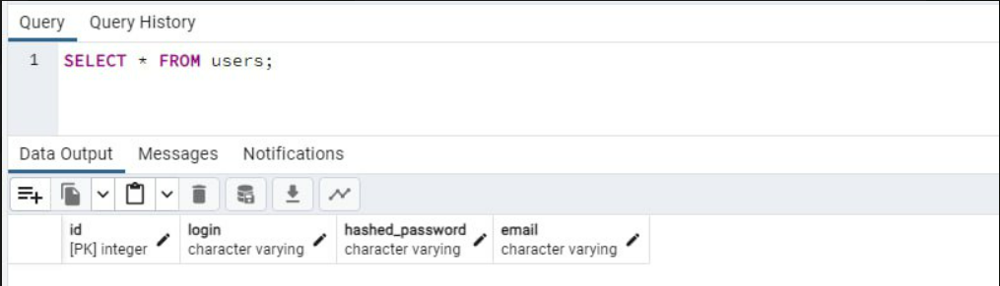 Query Query History
1 SELECT * FROM users;
Data Output Messages Notifications
id login hashed_password email
[PK] integer character varying character varying character varying